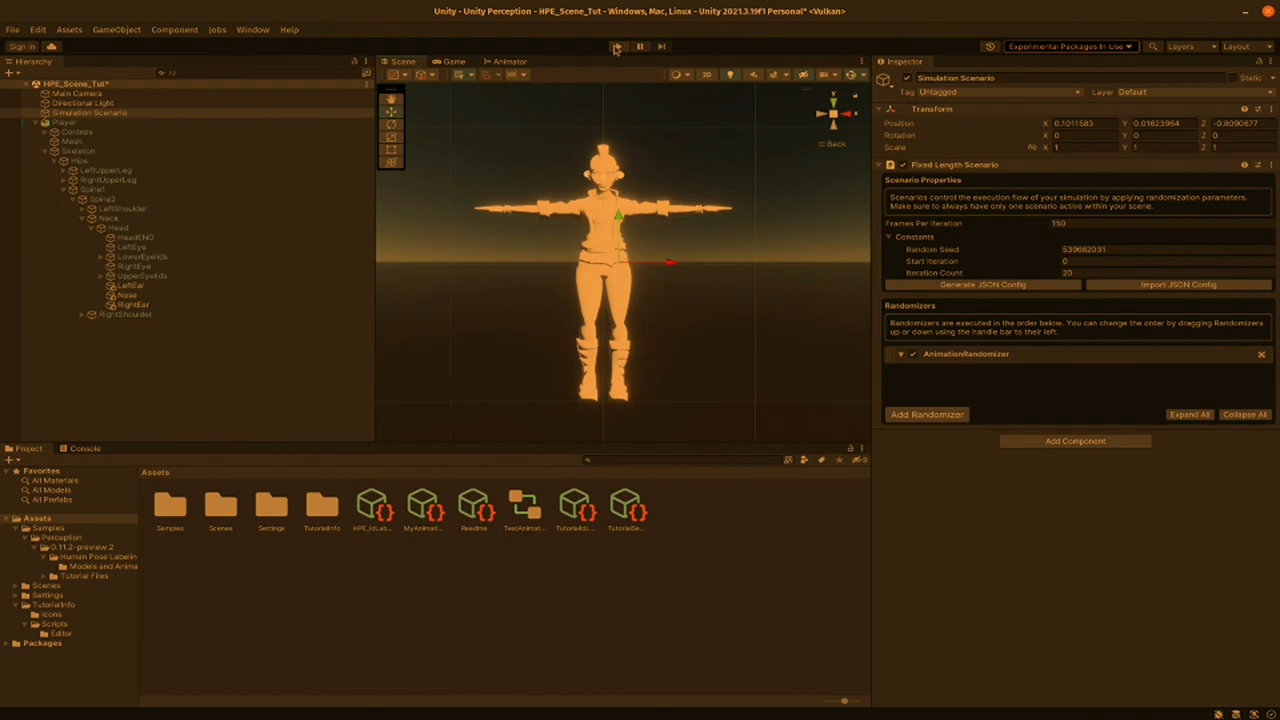 Unity - Unity Perception - HPE_Scene_Tut - Windows, Mac, Linux - Unity 2021.3.19f1 Personal* <Vulkan>
File Edit Assets GameObject Component Jobs Window Help
Sign in
Experimental Packages In Use
Layers
Layout
Hierarchy
All
HPE_Scene_Tut*
Main Camera
Directional Light
Simulation Scenario
Player
Controls
Mesh
Skeleton
Hips
LeftUpperLeg
RightUpperLeg
Spine1
Spine2
LeftShoulder
Neck
Head
HeadEND
LeftEye
LowerEyelids
RightEye
UpperEyelids
LeftEar
Nose
RightEar
RightShoulder
Scene Game Animator
2D
y
x
Back
Inspector
Simulation Scenario
Static
Tag Untagged Layer Default
Transform
Position X 0.1011583 Y 0.01623964 Z -0.8090677
Rotation X 0 Y 0 Z 0
Scale X 1 Y 1 Z 1
Fixed Length Scenario
Scenario Properties
Scenarios control the execution flow of your simulation by applying randomization parameters.
Make sure to always have only one scenario active within your scene.
Frames Per Iteration 150
Constants
Random Seed 539662031
Start Iteration 0
Iteration Count 20
Generate JSON Config Import JSON Config
Randomizers
Randomizers are executed in the order below. You can change the order by dragging Randomizers
up or down using the handle bar to their left.
AnimationRandomizer
Add Randomizer Expand All Collapse All
Add Component
Project Console
Favorites
All Materials
All Models
All Prefabs
Assets
Samples
Perception
0.11.2-preview.2
Human Pose Labelin
Models and Anima
Tutorial Files
Scenes
Settings
TutorialInfo
Icons
Scripts
Editor
Packages
Assets
Samples Scenes Settings TutorialInfo HPE_IdLab... MyAnimati... Readme TestAnimat... TutorialIdL... TutorialSe...